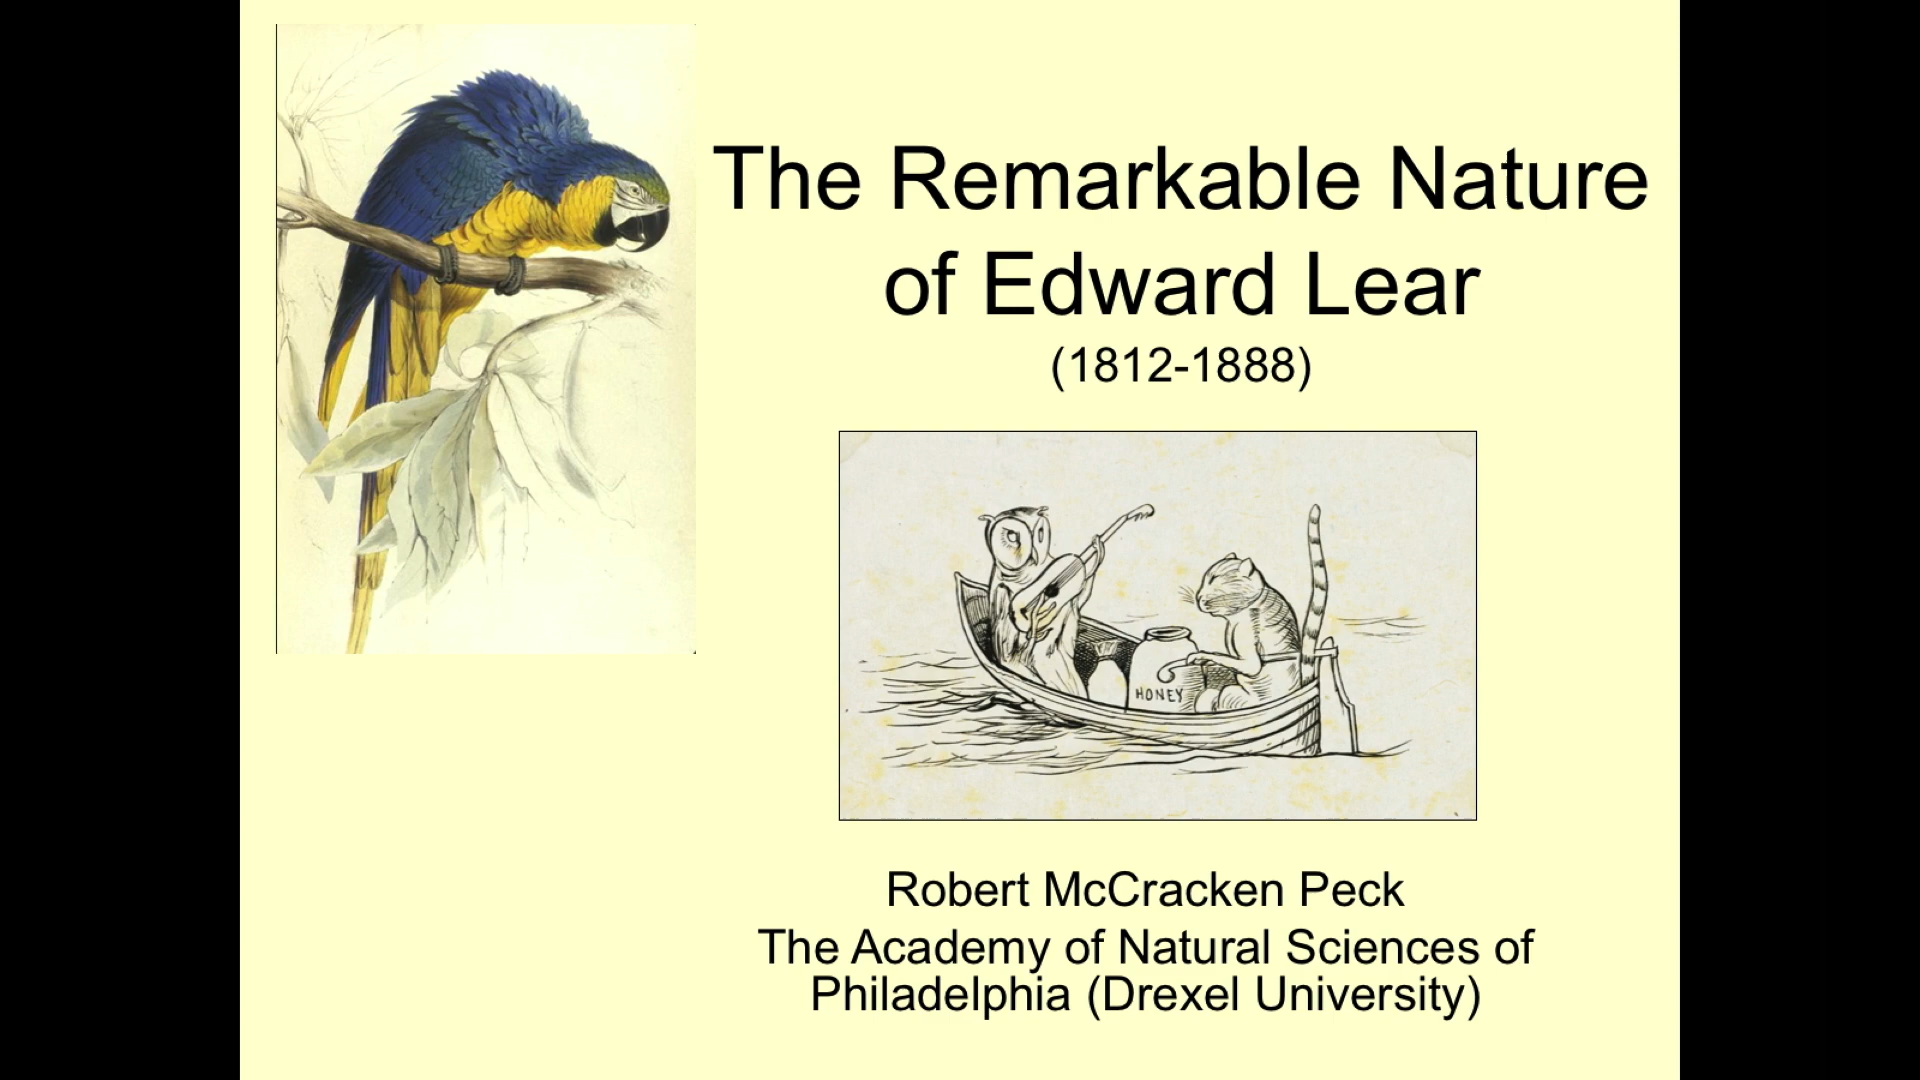 The Remarkable Nature
of Edward Lear
(1812-1888)
HONEY
Robert McCracken Peck
The Academy of Natural Sciences of
Philadelphia (Drexel University)